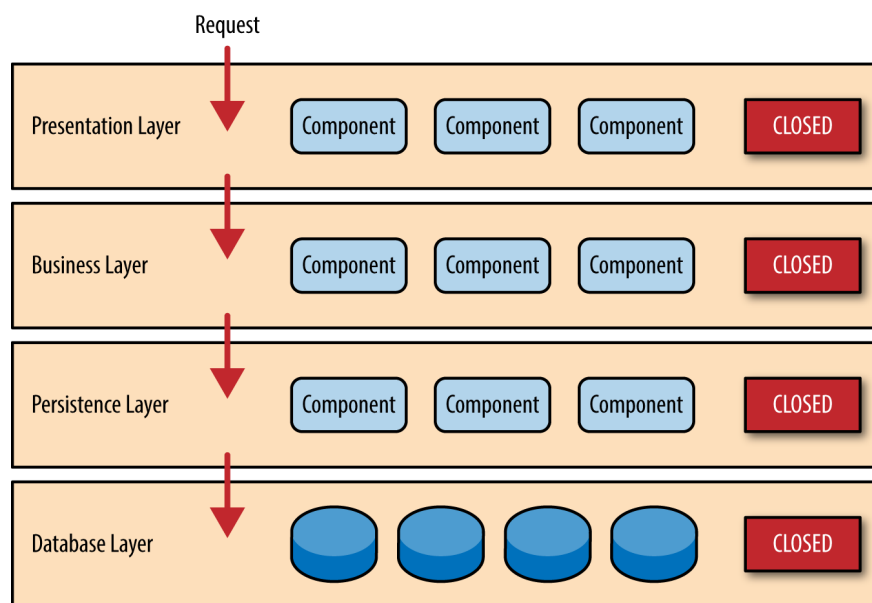 Request
Presentation Layer
Component
Component
Component
CLOSED
Business Layer
Component
Component
Component
CLOSED
Persistence Layer
Component
Component
Component
CLOSED
Database Layer
CLOSED